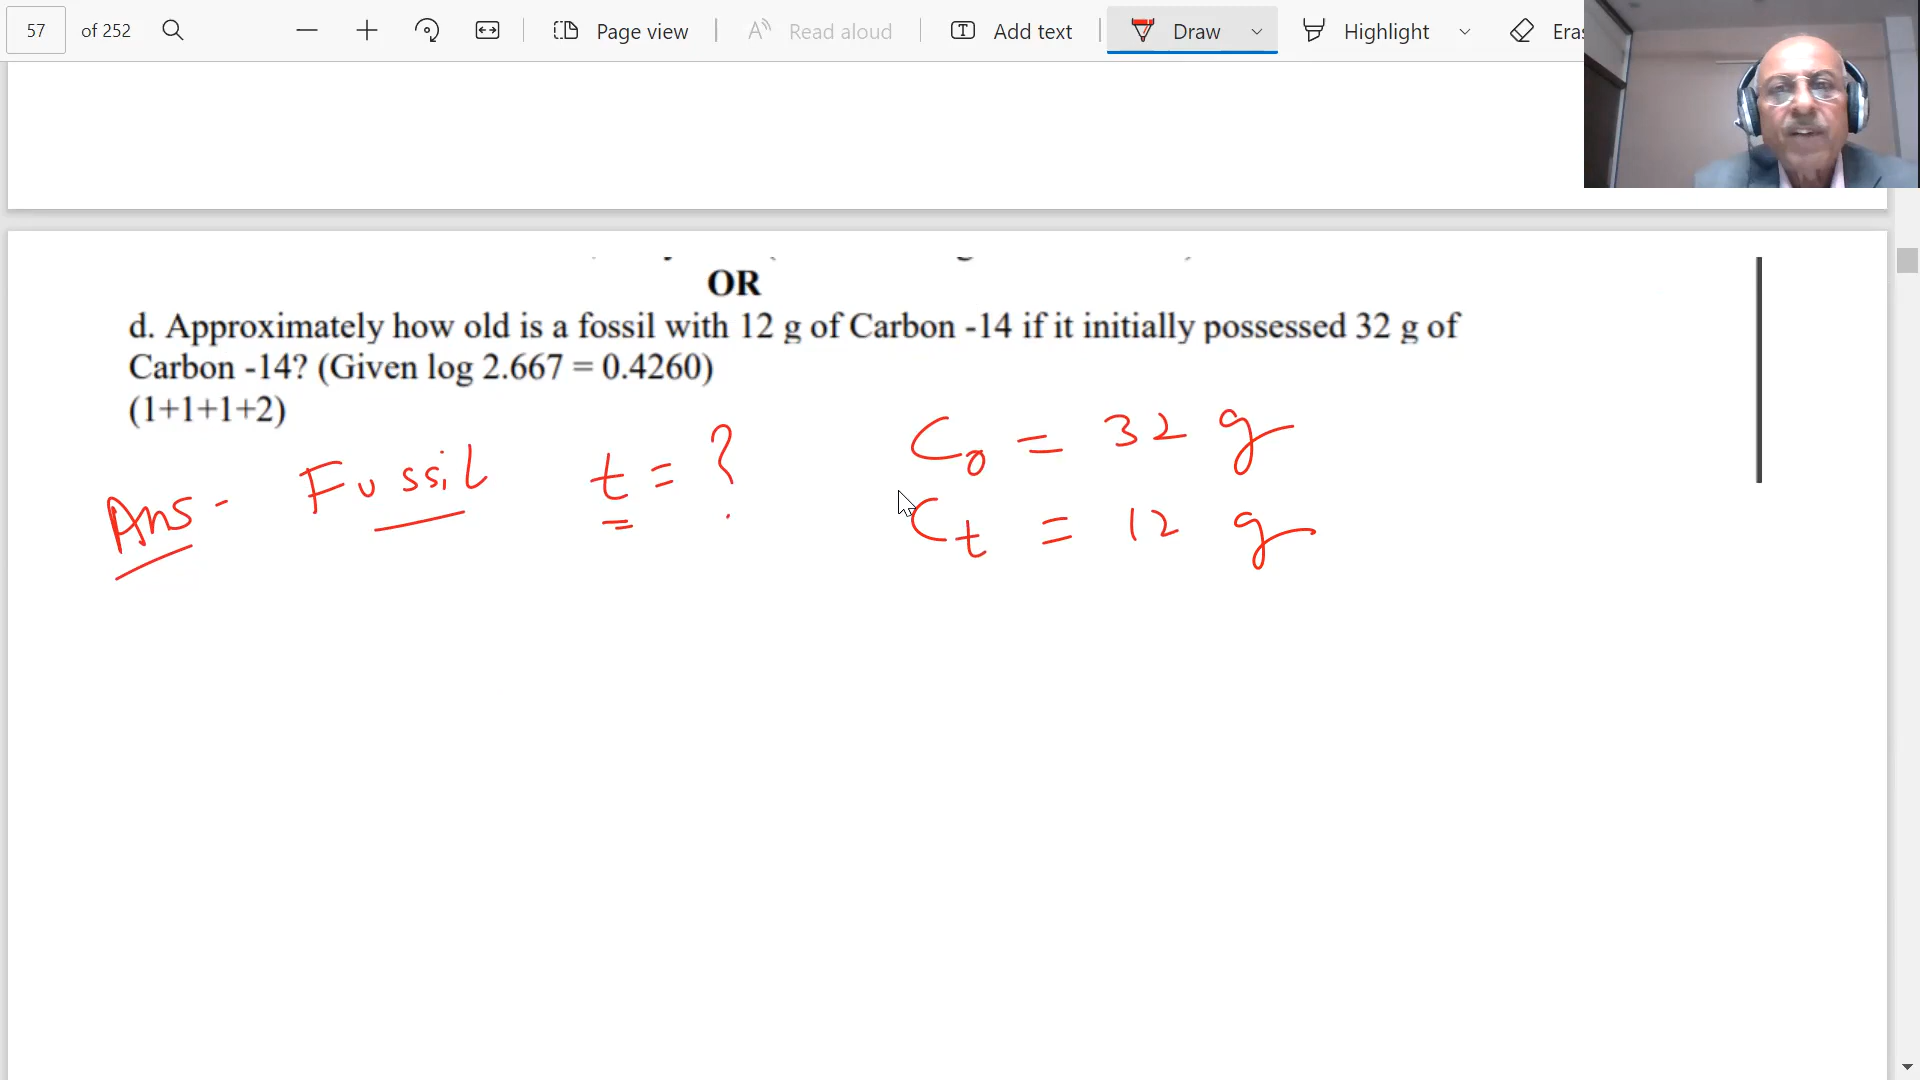 57 of 252 Page view Read aloud Add text Draw Highlight Eras
OR
d. Approximately how old is a fossil with 12 g of Carbon -14 if it initially possessed 32 g of
Carbon -14? (Given log 2.667 = 0.4260)
(1+1+1+2)
Ans - Fussil t = ?
C₀ = 32 g
Cₜ = 12 g